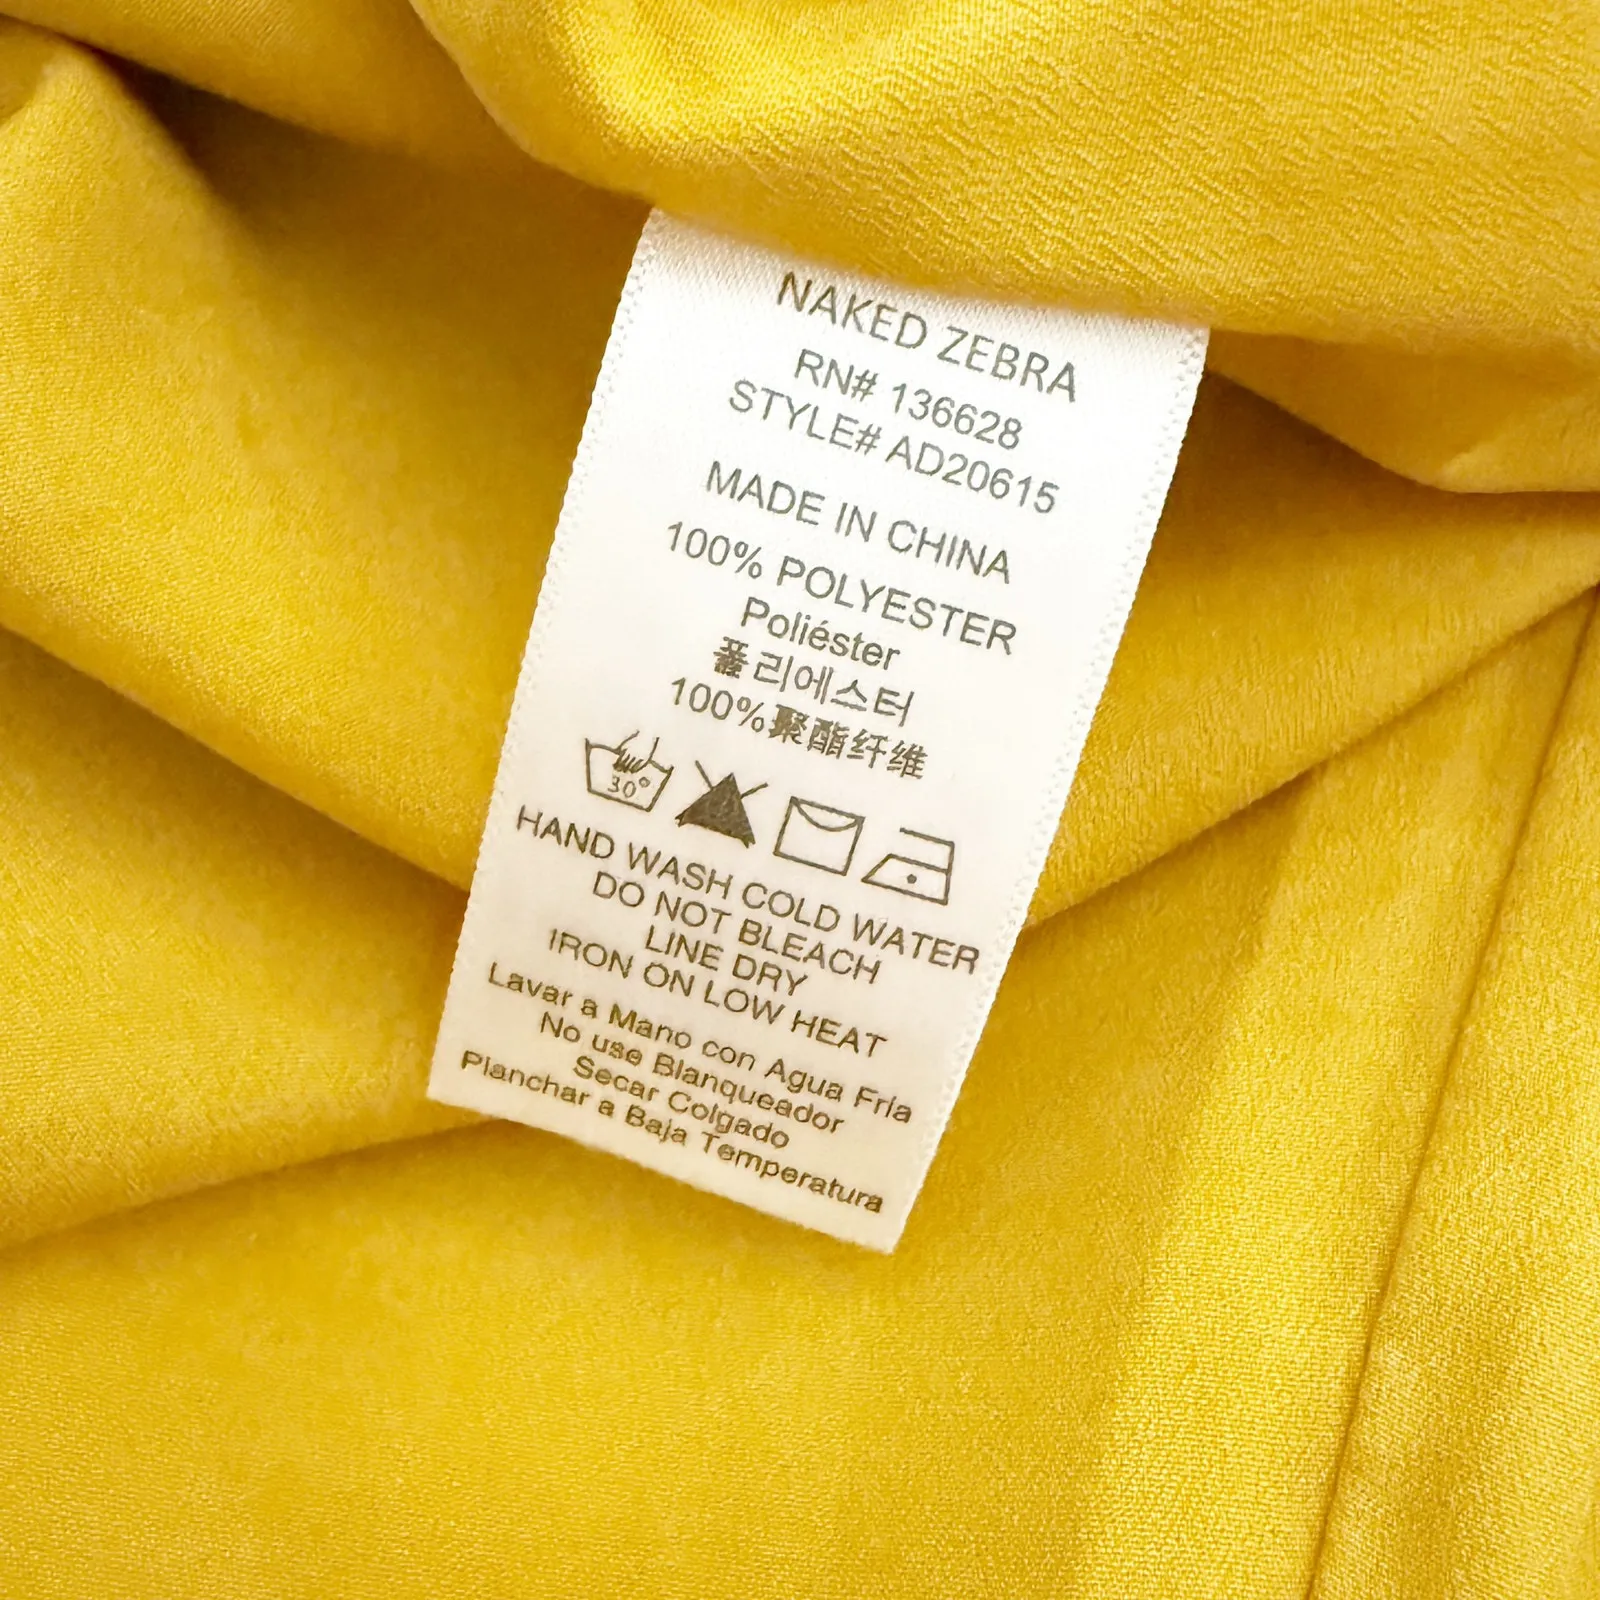 NAKED ZEBRA
RN# 136628
STYLE# AD20615
MADE IN CHINA
100% POLYESTER
Poliéster
폴리에스터
100%聚酯纤维
30°
HAND WASH COLD WATER
DO NOT BLEACH
LINE DRY
IRON ON LOW HEAT
Lavar a Mano con Agua Fría
No use Blanqueador
Secar Colgado
Planchar a Baja Temperatura